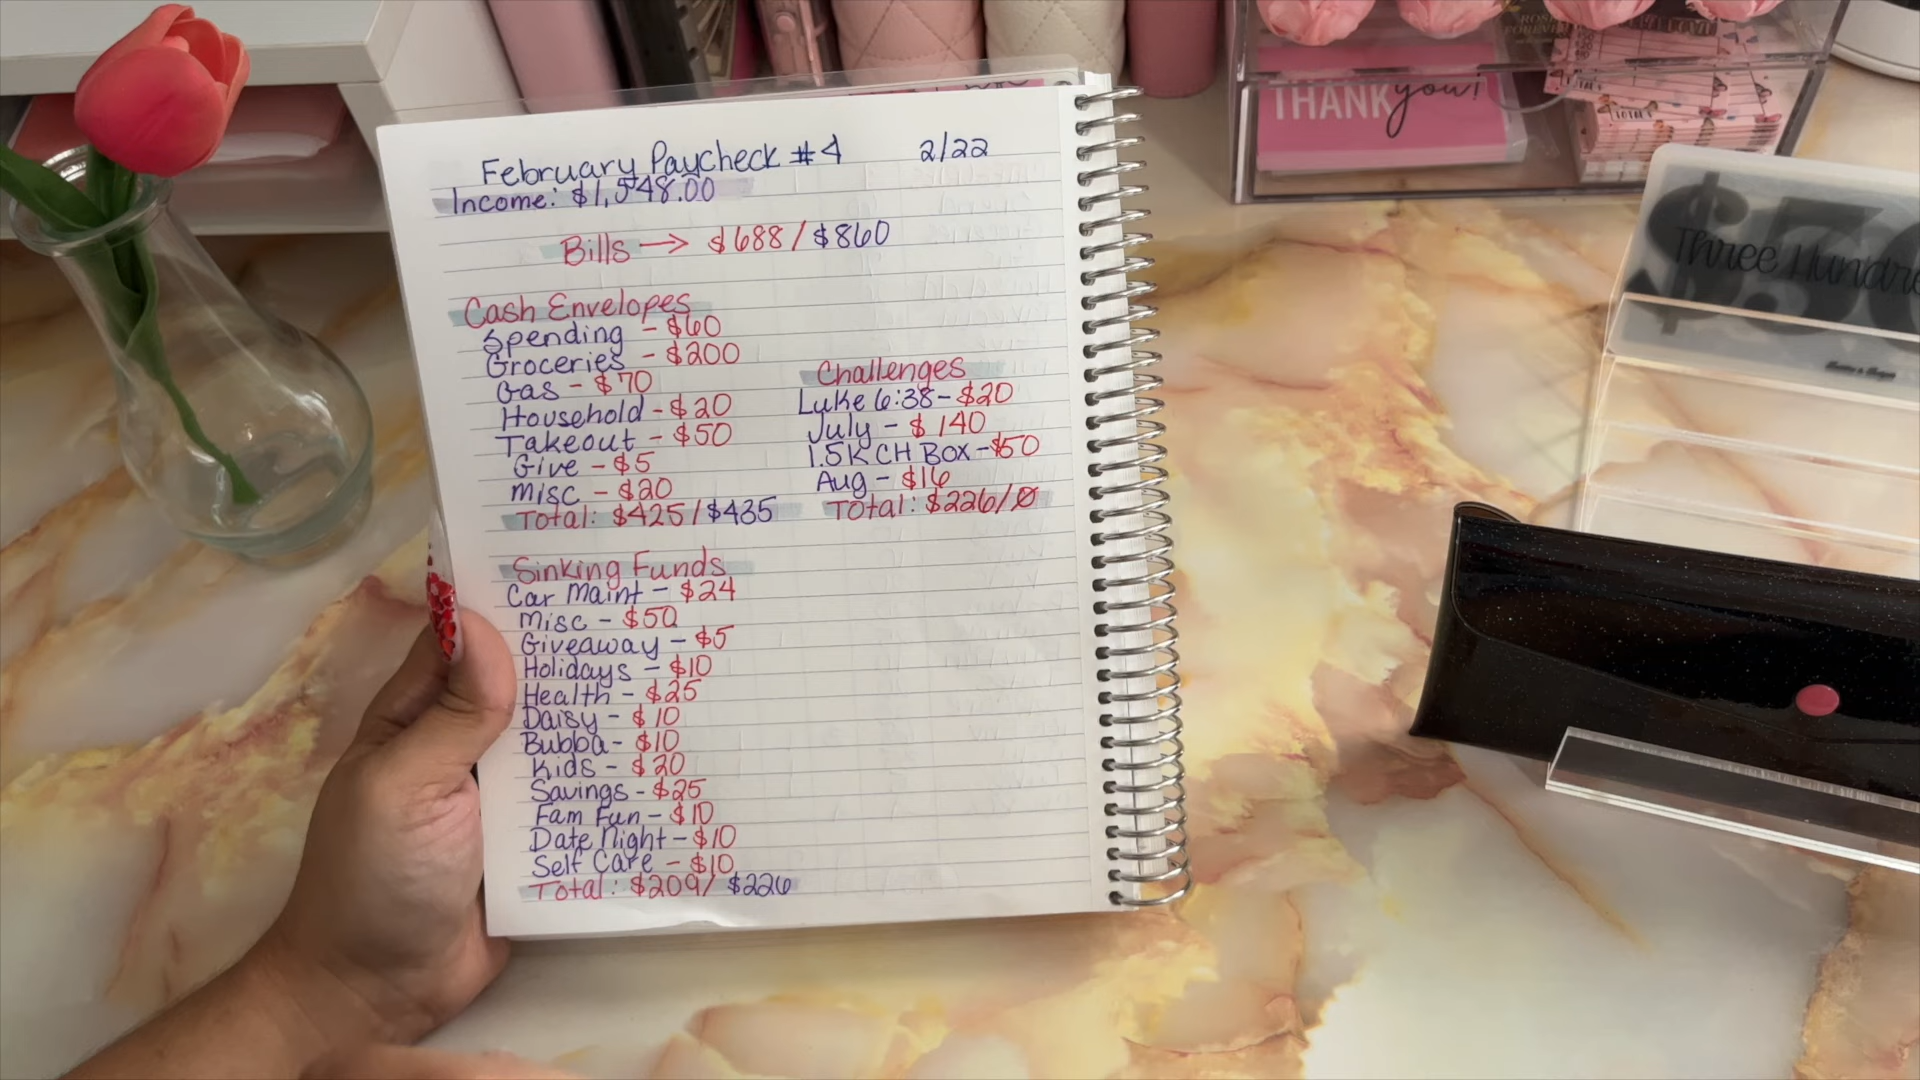 February Paycheck #4 2/22
Income: $1,548.00
Bills → $688/$860
Cash Envelopes
Spending - $60
Groceries - $200
Gas - $70
Household - $20
Takeout - $50
Give - $5
Misc - $20
Total: $425/$435
Challenges
Luke 6:38 - $20
July - $140
1.5K CH Box - $50
Aug - $16
Total: $226/0
Sinking Funds
Car Maint - $24
Misc - $50
Giveaway - $5
Holidays - $10
Health - $25
Daisy - $10
Bubba - $10
Kids - $20
Savings - $25
Fam Fun - $10
Date Night - $10
Self Care - $10
Total: $209/ $226
THANK you!
Three Hundre